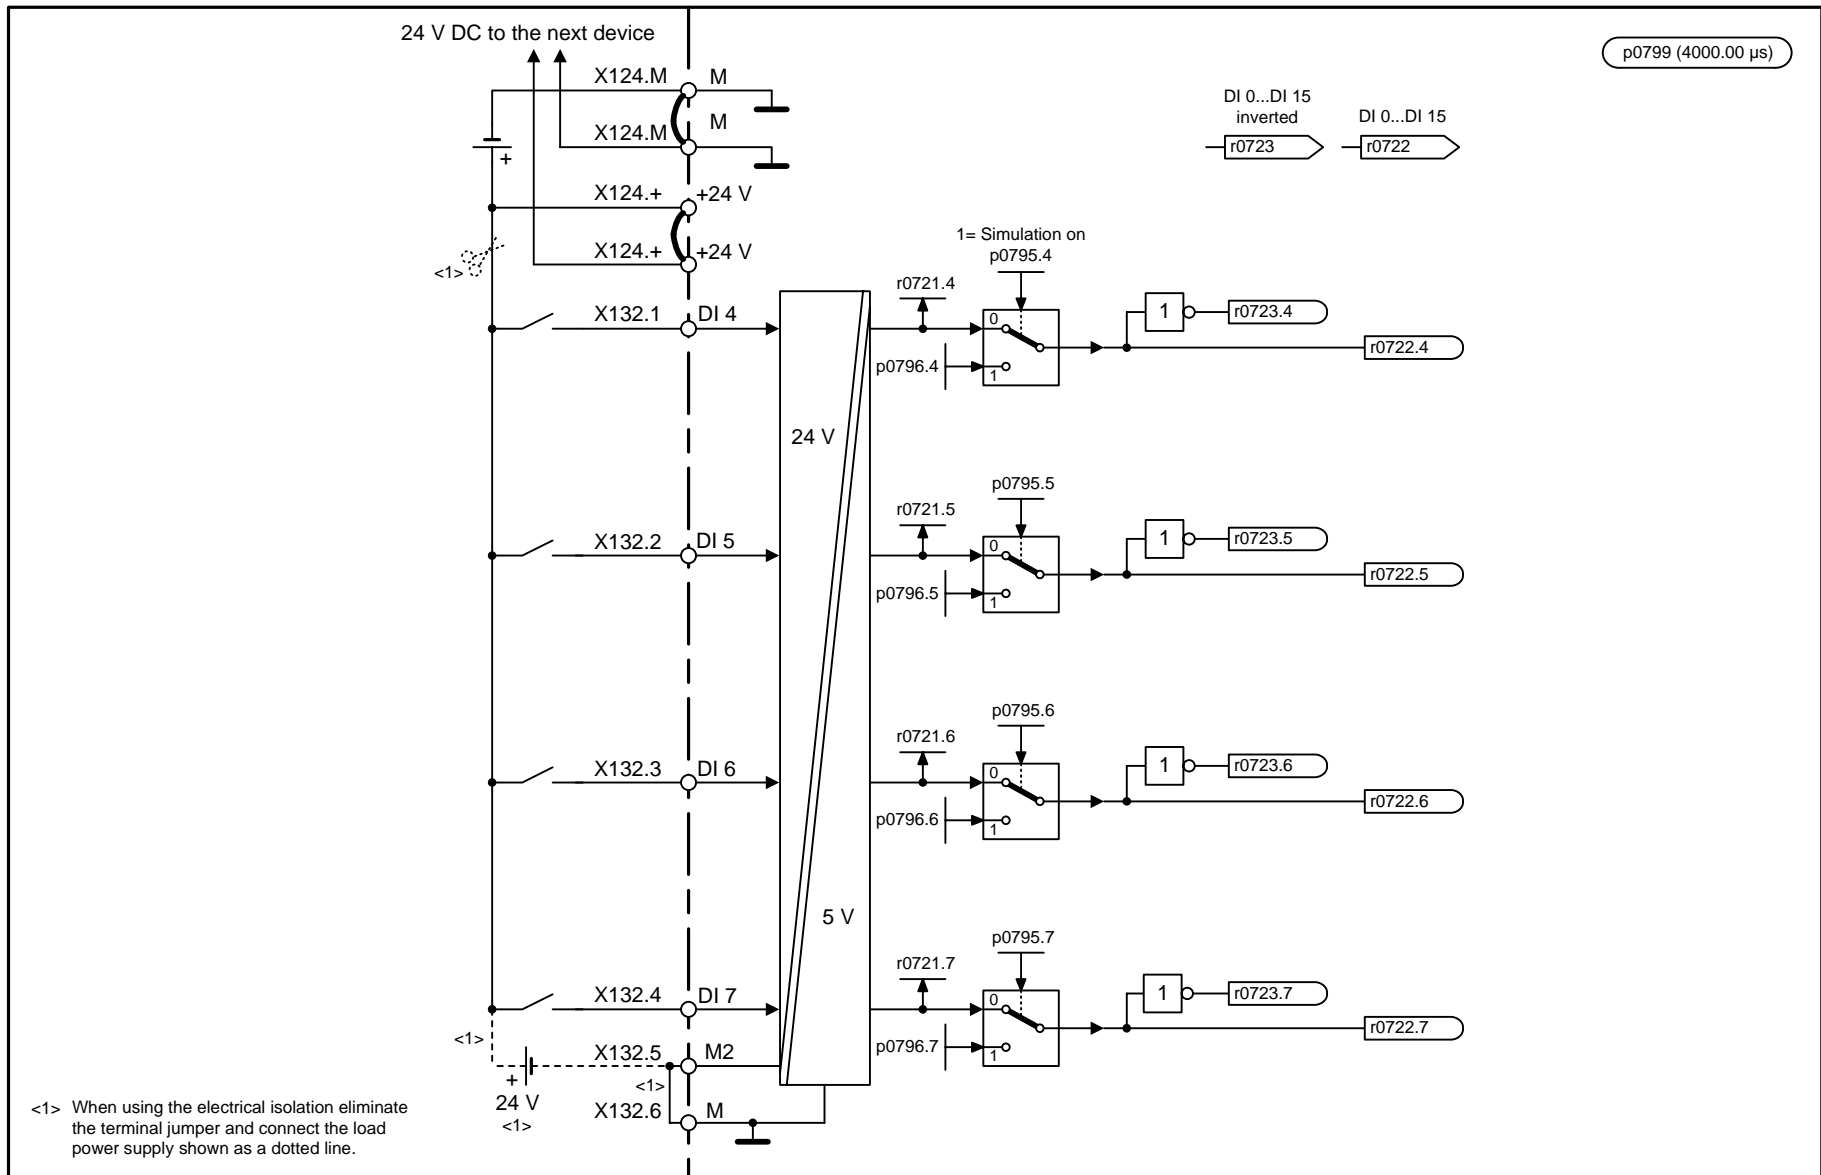 24 V DC to the next device
p0799 (4000.00 µs)
X124.M M
X124.M M
DI 0...DI 15
inverted
r0723
DI 0...DI 15
r0722
+
X124.+ +24 V
X124.+ +24 V
<1>
1= Simulation on
p0795.4
X132.1 DI 4
r0721.4
0
p0796.4
1
1
r0723.4
r0722.4
24 V
p0795.5
X132.2 DI 5
r0721.5
0
p0796.5
1
1
r0723.5
r0722.5
p0795.6
X132.3 DI 6
r0721.6
0
p0796.6
1
1
r0723.6
r0722.6
5 V
p0795.7
X132.4 DI 7
r0721.7
0
p0796.7
1
1
r0723.7
r0722.7
<1>
X132.5 M2
+
24 V
<1>
<1>
X132.6 M
<1> When using the electrical isolation eliminate
the terminal jumper and connect the load
power supply shown as a dotted line.